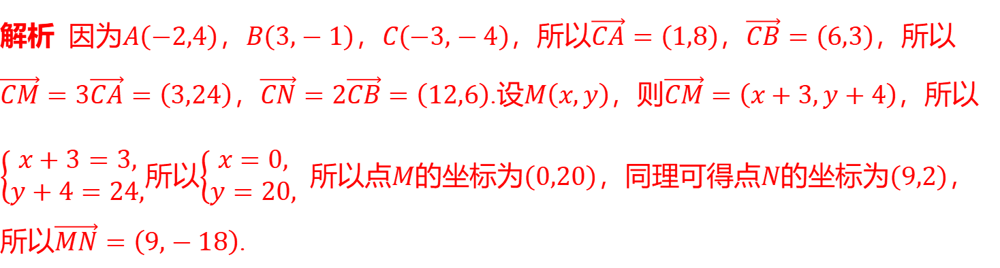 解析 因为A(−2,4)，B(3,−1)，C(−3,−4)，所以$\overrightarrow{CA}$ = (1,8)，$\overrightarrow{CB}$ = (6,3)，所以
$\overrightarrow{CM}$ = 3$\overrightarrow{CA}$ = (3,24)，$\overrightarrow{CN}$ = 2$\overrightarrow{CB}$ = (12,6).设M(x,y)，则$\overrightarrow{CM}$ = (x + 3,y + 4)，所以
$\begin{cases} x + 3 = 3, \\ y + 4 = 24, \end{cases}$所以$\begin{cases} x = 0, \\ y = 20, \end{cases}$ 所以点M的坐标为(0,20)，同理可得点N的坐标为(9,2)，
所以$\overrightarrow{MN}$ = (9,−18).